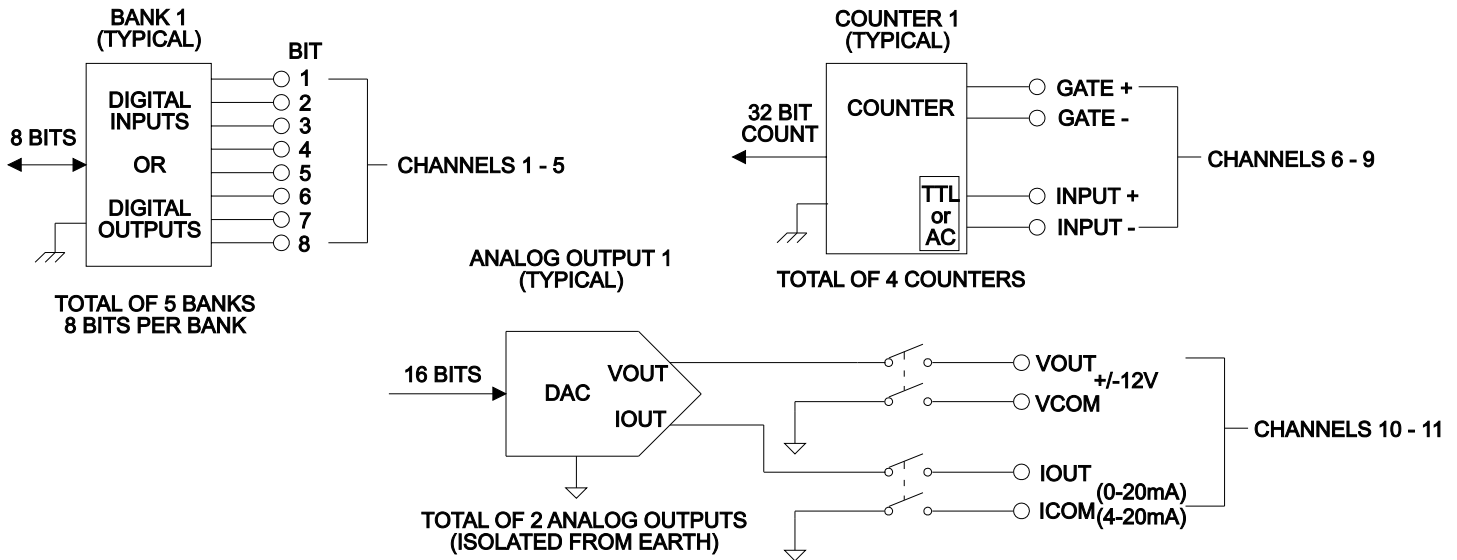 BANK 1
(TYPICAL)
BIT
1
2
3
4
5
6
7
8
DIGITAL
INPUTS
OR
DIGITAL
OUTPUTS
8 BITS
CHANNELS 1 - 5
TOTAL OF 5 BANKS
8 BITS PER BANK
COUNTER 1
(TYPICAL)
COUNTER
32 BIT
COUNT
TTL
or
AC
GATE +
GATE -
INPUT +
INPUT -
CHANNELS 6 - 9
TOTAL OF 4 COUNTERS
ANALOG OUTPUT 1
(TYPICAL)
16 BITS
DAC
VOUT
IOUT
VOUT
+/-12V
VCOM
IOUT
(0-20mA)
ICOM
(4-20mA)
CHANNELS 10 - 11
TOTAL OF 2 ANALOG OUTPUTS
(ISOLATED FROM EARTH)